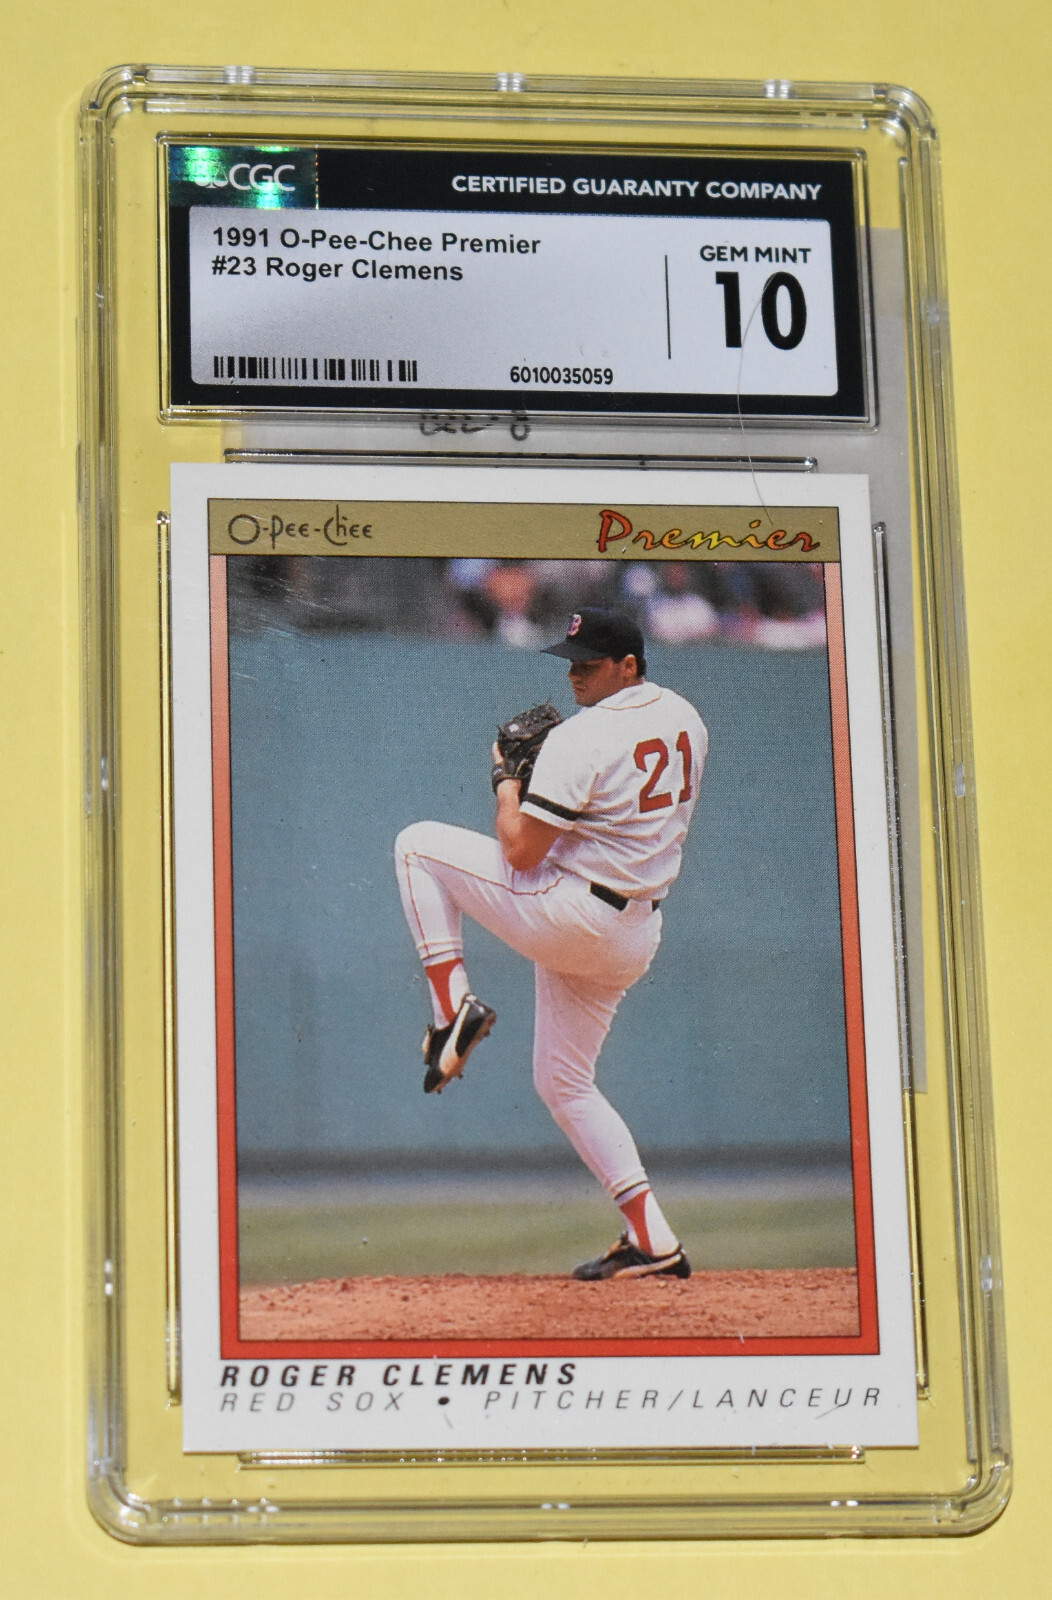 CGC
CERTIFIED GUARANTY COMPANY
1991 O-Pee-Chee Premier
#23 Roger Clemens
GEM MINT
10
6010035059
O-Pee-Chee
Premier
B
21
ROGER CLEMENS
RED SOX • PITCHER/LANCEUR